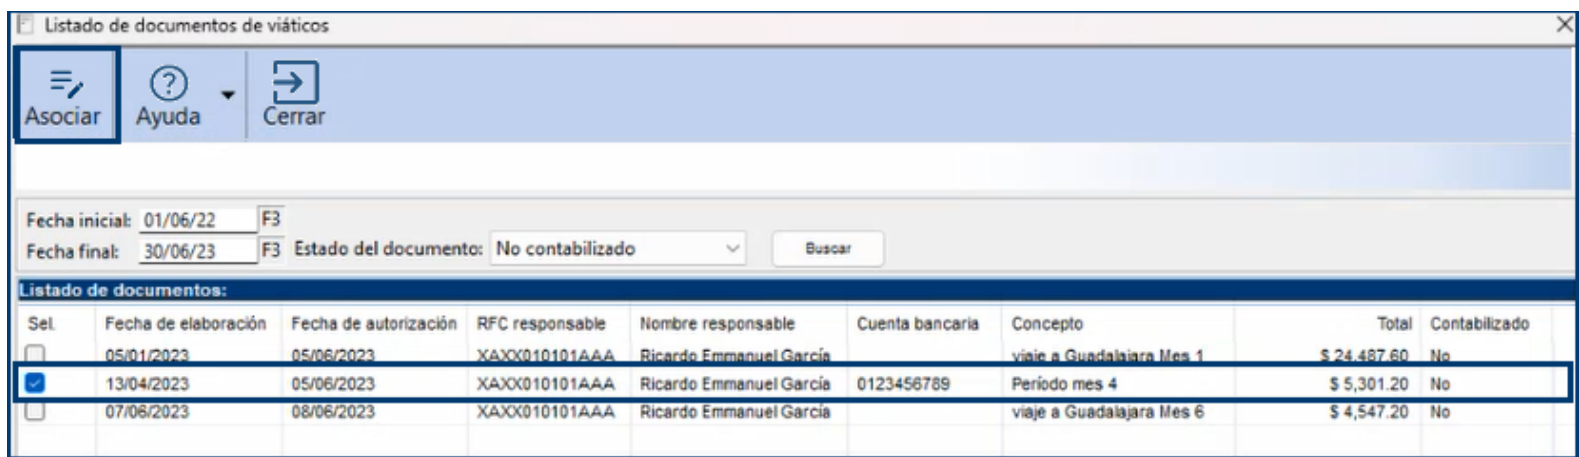 Listado de documentos de viáticos
Asociar Ayuda Cerrar
Fecha inicial: 01/06/22 F3
Fecha final: 30/06/23 F3 Estado del documento: No contabilizado Buscar
Listado de documentos:
Sel. Fecha de elaboración Fecha de autorización RFC responsable Nombre responsable Cuenta bancaria Concepto Total Contabilizado
05/01/2023 05/06/2023 XAXX010101AAA Ricardo Emmanuel García viaje a Guadalajara Mes 1 $ 24,487.60 No
13/04/2023 05/06/2023 XAXX010101AAA Ricardo Emmanuel García 0123456789 Período mes 4 $ 5,301.20 No
07/06/2023 08/06/2023 XAXX010101AAA Ricardo Emmanuel García viaje a Guadalajara Mes 6 $ 4,547.20 No